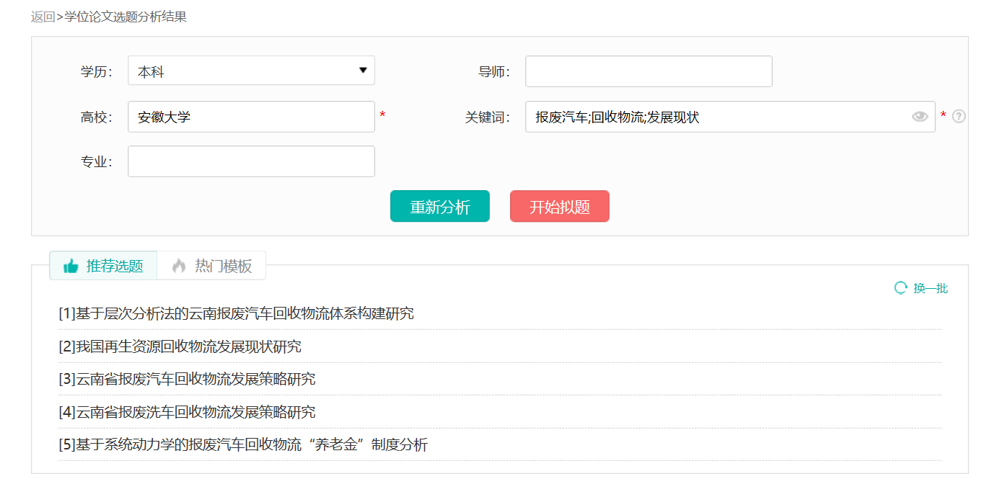 返回>学位论文选题分析结果
学历： 本科 导师：
高校： 安徽大学 * 关键词： 报废汽车;回收物流;发展现状 * ?
专业：
重新分析 开始拟题
推荐选题 热门模板
换一批
[1]基于层次分析法的云南报废汽车回收物流体系构建研究
[2]我国再生资源回收物流发展现状研究
[3]云南省报废汽车回收物流发展策略研究
[4]云南省报废洗车回收物流发展策略研究
[5]基于系统动力学的报废汽车回收物流“养老金”制度分析